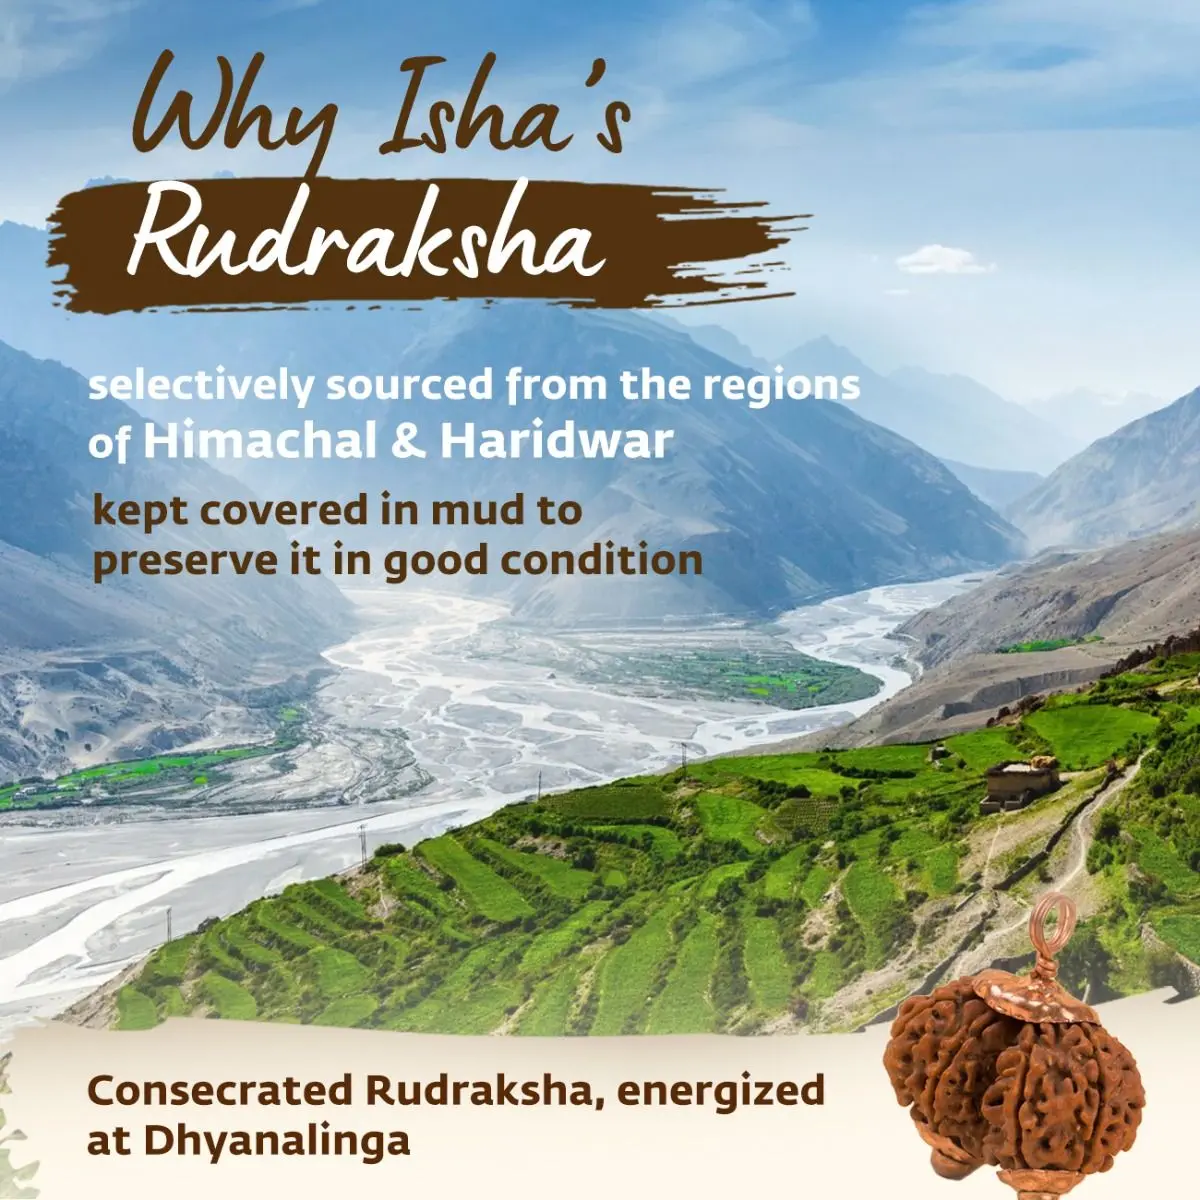 Why Isha's
Rudraksha
selectively sourced from the regions
of Himachal & Haridwar
kept covered in mud to
preserve it in good condition
Consecrated Rudraksha, energized
at Dhyanalinga